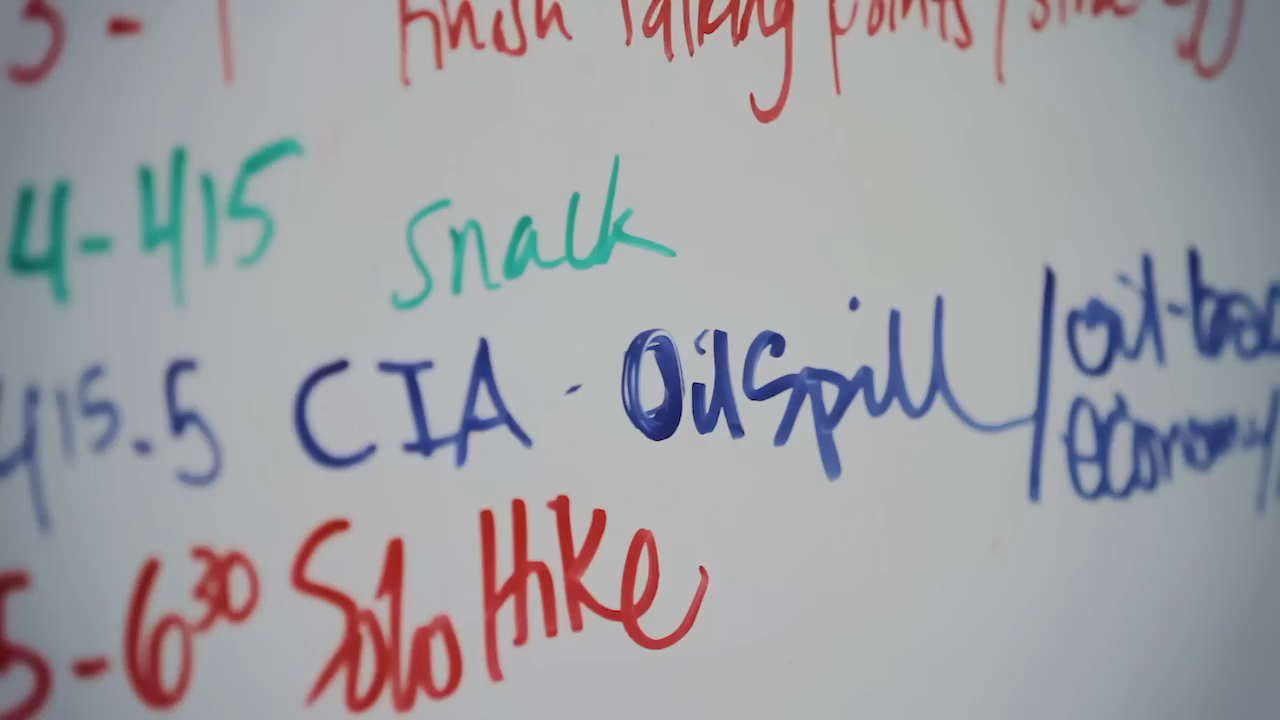 finish talking points /
4-415 snack
415-5 CIA - Oil Spill / oil-
economy/
5-630 Solo Hike